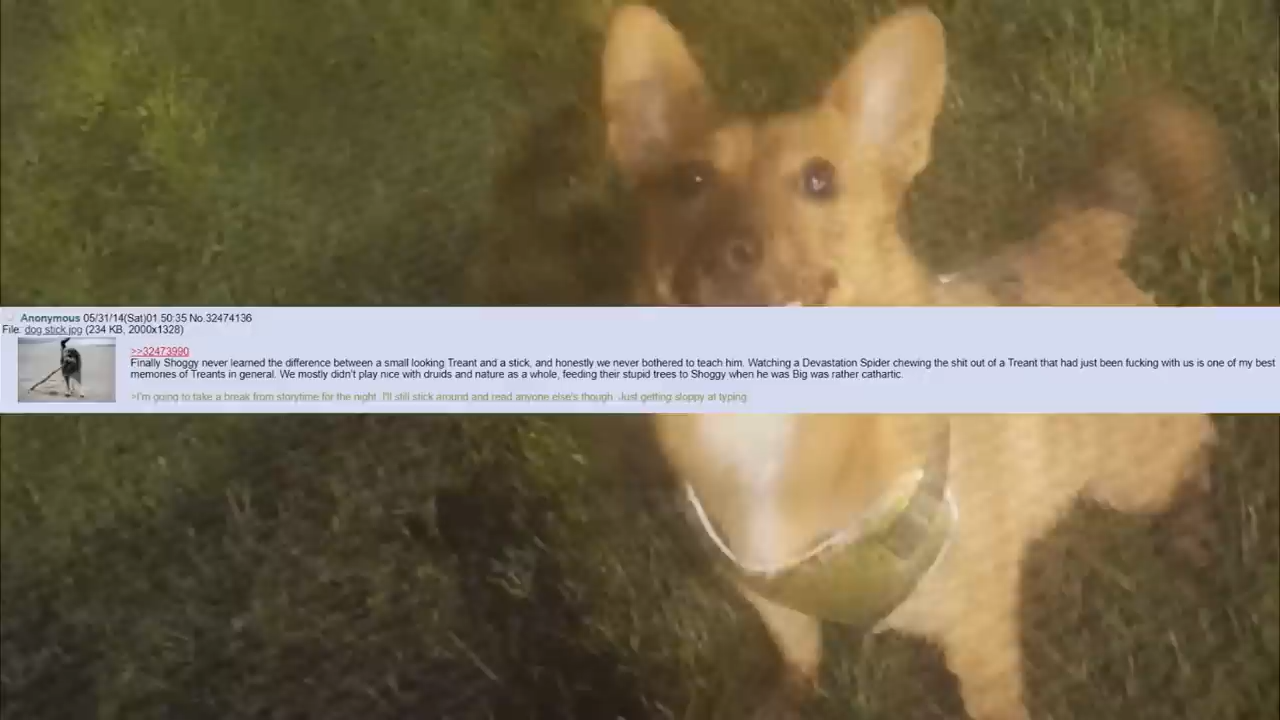 Anonymous 05/31/14(Sat)01:50:35 No.32474136
File: dog stick.jpg (234 KB, 2000x1328)
>>32473990
Finally Shoggy never learned the difference between a small looking Treant and a stick, and honestly we never bothered to teach him. Watching a Devastation Spider chewing the shit out of a Treant that had just been fucking with us is one of my best
memories of Treants in general. We mostly didn't play nice with druids and nature as a whole, feeding their stupid trees to Shoggy when he was Big was rather cathartic.
>I'm going to take a break from storytime for the night. I'll still stick around and read anyone else's though. Just getting sloppy at typing